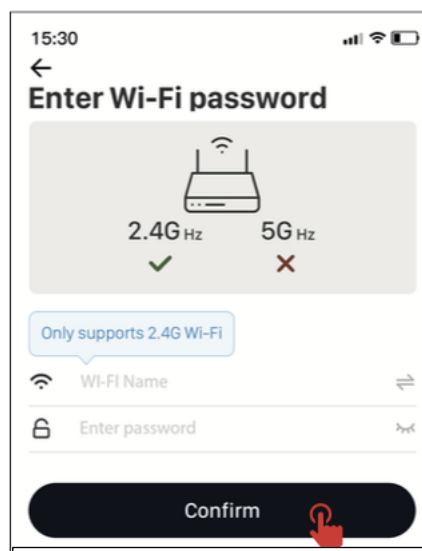 15:30
Enter Wi-Fi password
2.4G Hz 5G Hz
Only supports 2.4G Wi-Fi
WI-FI Name
Enter password
Confirm